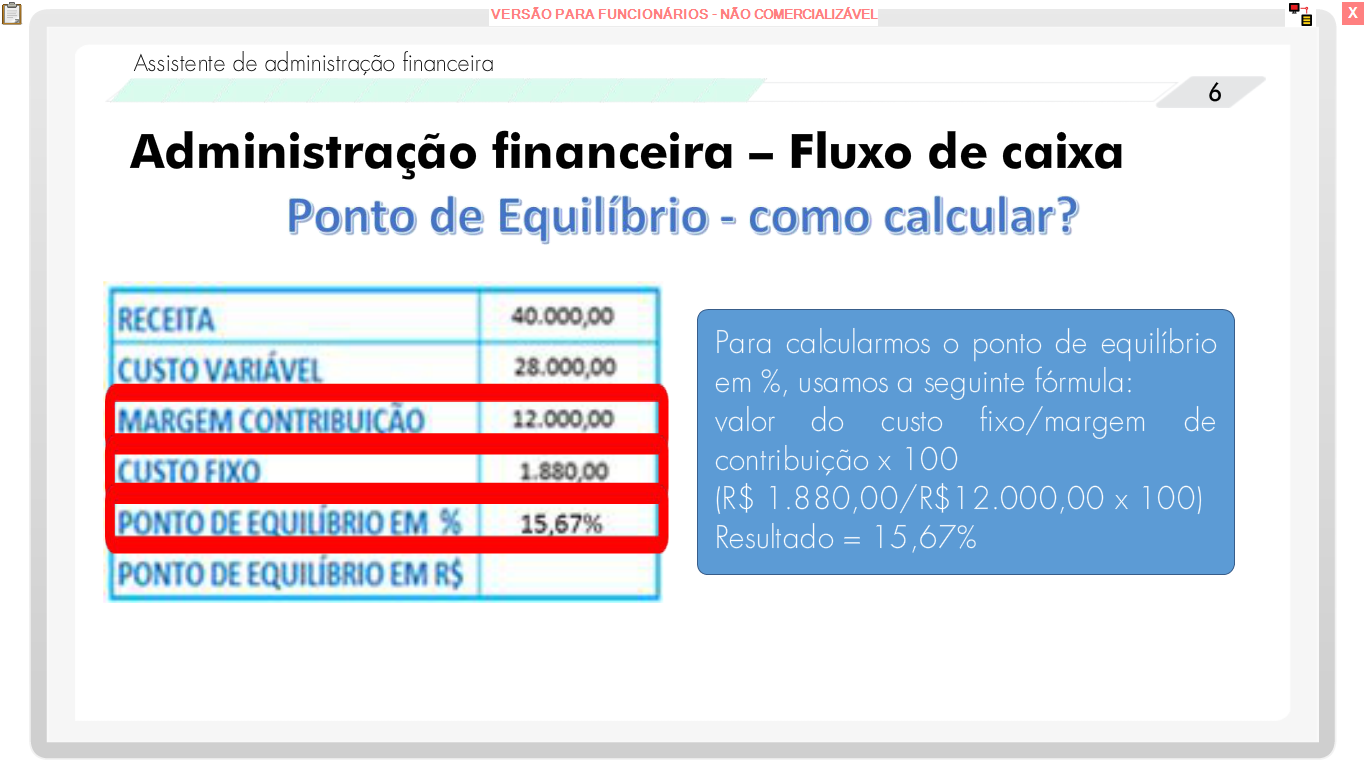 VERSÃO PARA FUNCIONÁRIOS - NÃO COMERCIALIZÁVEL
X
Assistente de administração financeira
6
Administração financeira – Fluxo de caixa
Ponto de Equilíbrio - como calcular?
RECEITA 40.000,00
CUSTO VARIÁVEL 28.000,00
MARGEM CONTRIBUIÇÃO 12.000,00
CUSTO FIXO 1.880,00
PONTO DE EQUILÍBRIO EM % 15,67%
PONTO DE EQUILÍBRIO EM R$
Para calcularmos o ponto de equilíbrio
em %, usamos a seguinte fórmula:
valor do custo fixo/margem de
contribuição x 100
(R$ 1.880,00/R$12.000,00 x 100)
Resultado = 15,67%